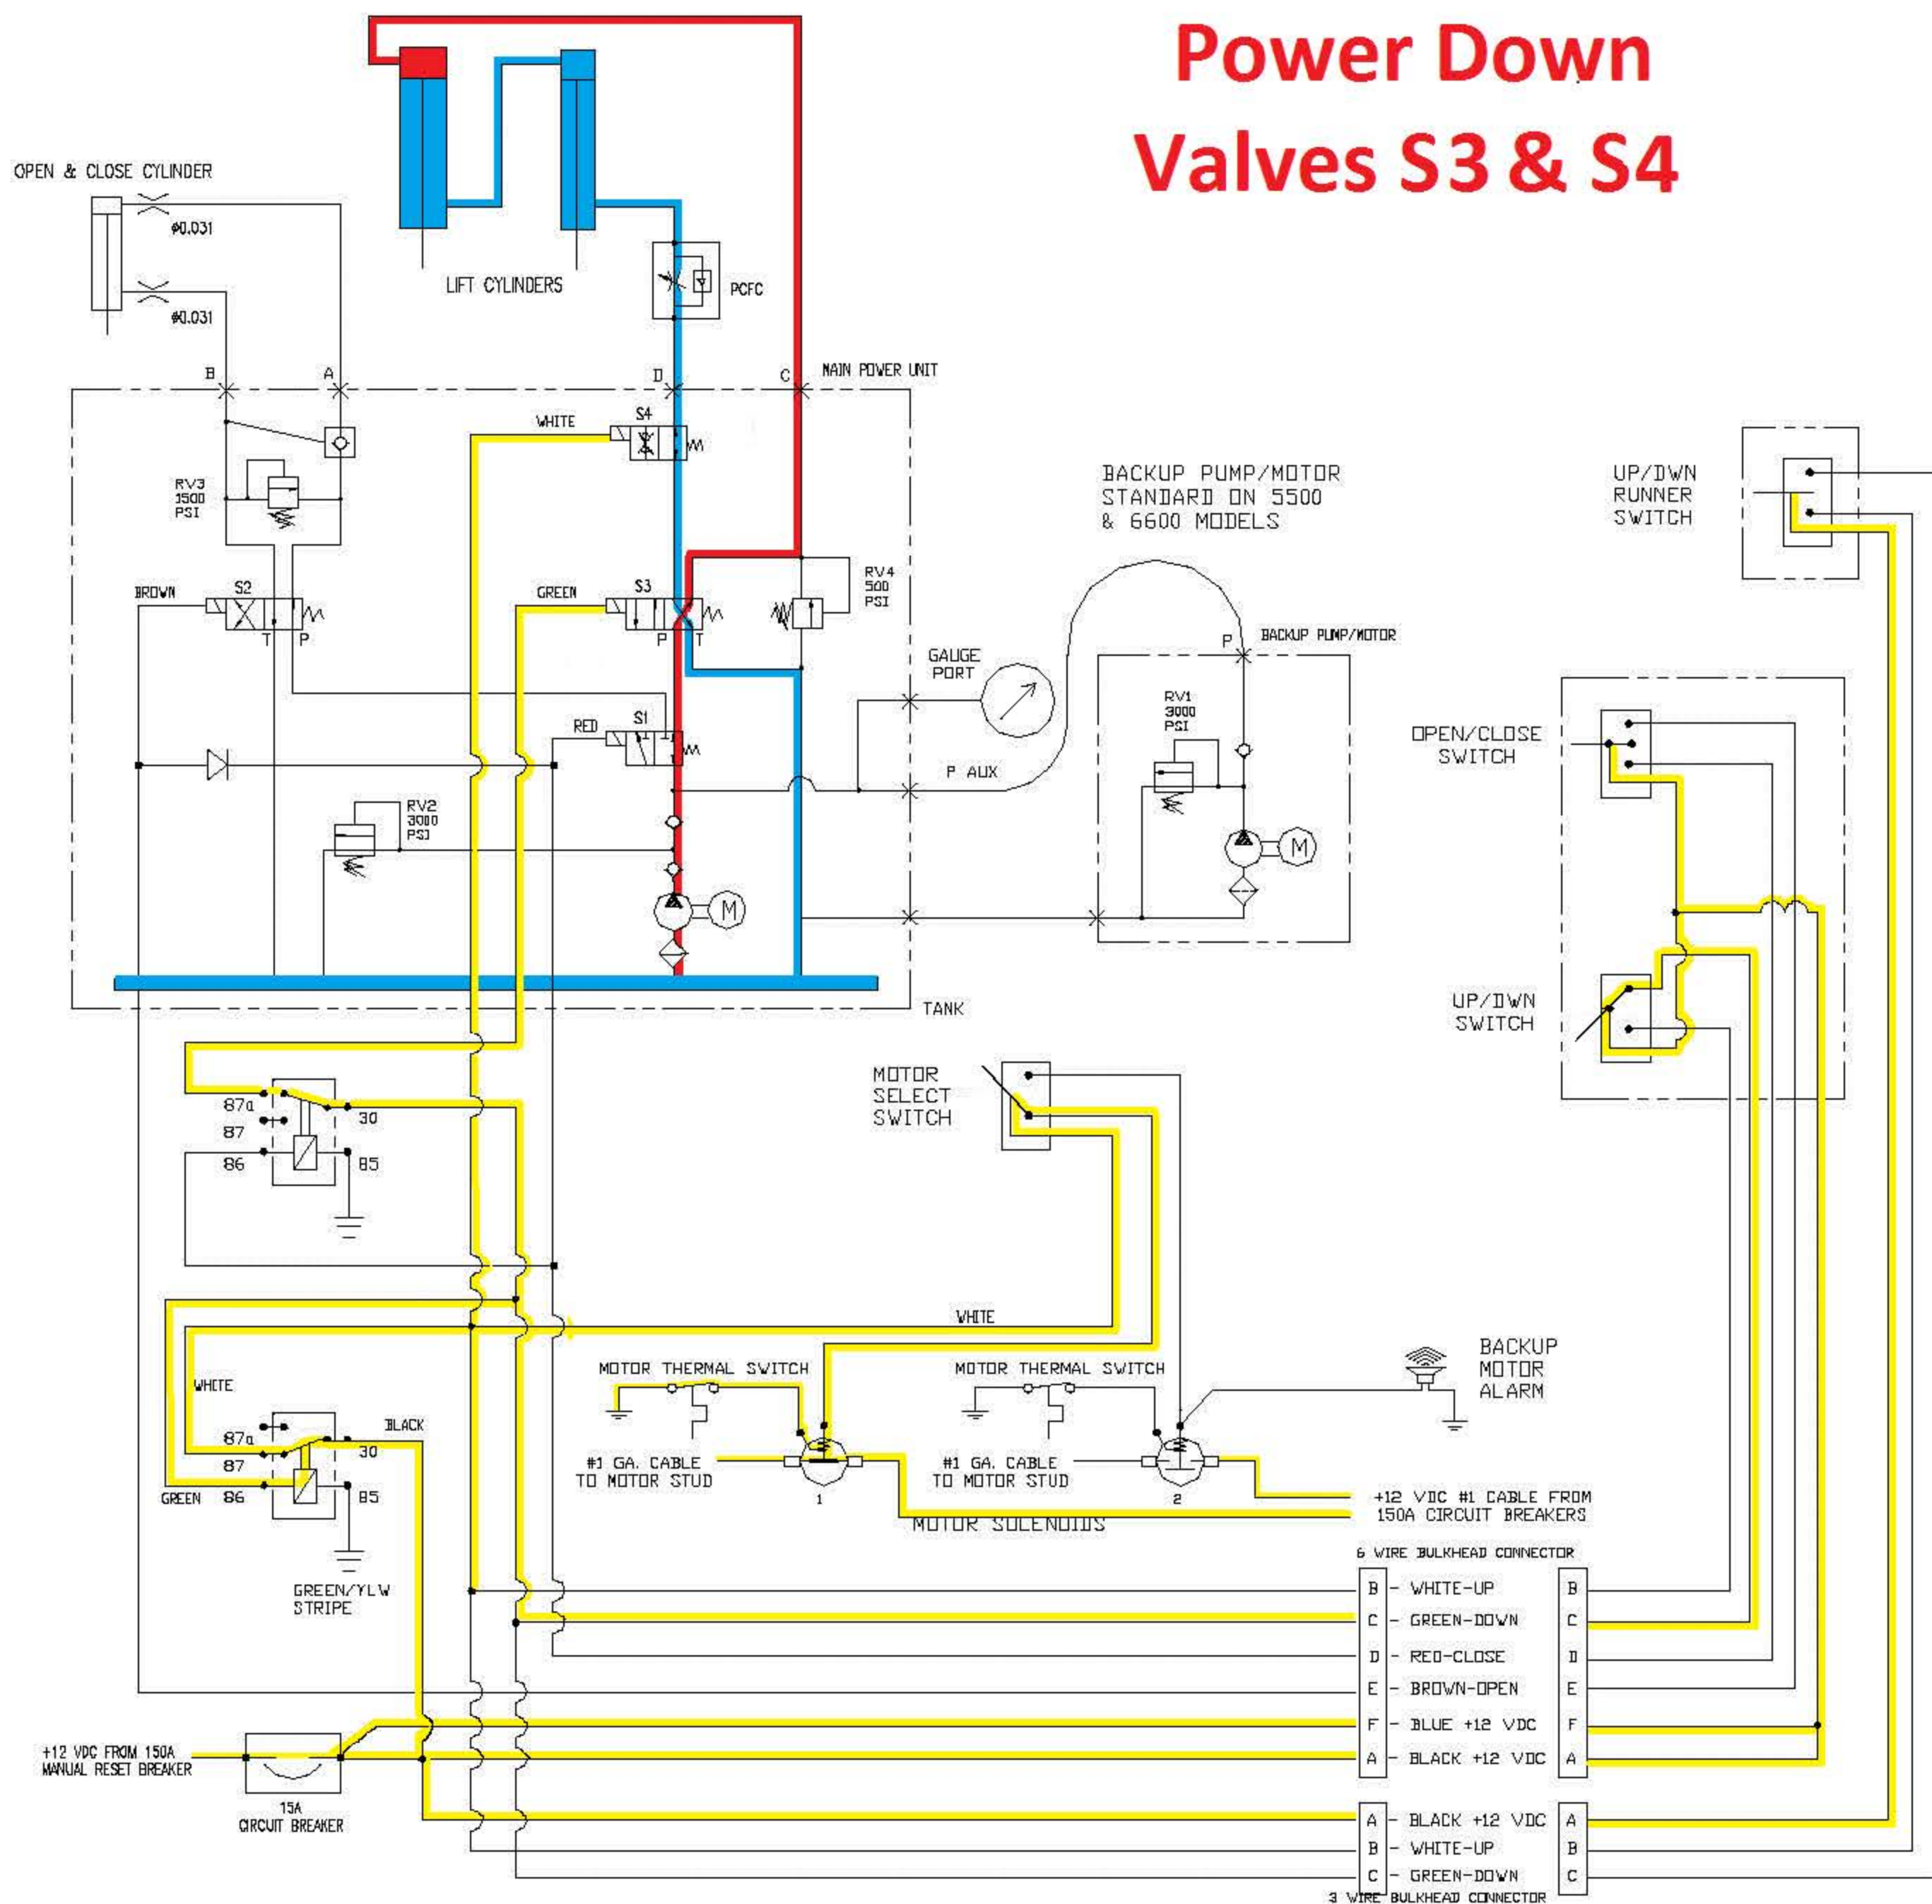 Power Down
Valves S3 & S4
OPEN & CLOSE CYLINDER
ø0.031
ø0.031
LIFT CYLINDERS
PCFC
B
A
D
C
MAIN POWER UNIT
WHITE
S4
RV3
1500
PSI
BACKUP PUMP/MOTOR
STANDARD ON 5500
& 6600 MODELS
UP/DWN
RUNNER
SWITCH
BROWN
S2
T
P
GREEN
S3
P
T
RV4
500
PSI
GAUGE
PORT
P
BACKUP PUMP/MOTOR
RV1
3000
PSI
M
RED
S1
P AUX
RV2
3000
PSI
M
OPEN/CLOSE
SWITCH
UP/DWN
SWITCH
TANK
MOTOR
SELECT
SWITCH
87a
30
87
86
85
WHITE
WHITE
MOTOR THERMAL SWITCH
MOTOR THERMAL SWITCH
BACKUP
MOTOR
ALARM
BLACK
87a
30
87
GREEN
86
85
#1 GA. CABLE
TO MOTOR STUD
1
#1 GA. CABLE
TO MOTOR STUD
2
MOTOR SOLENOIDS
+12 VDC #1 CABLE FROM
150A CIRCUIT BREAKERS
GREEN/YLW
STRIPE
6 WIRE BULKHEAD CONNECTOR
B - WHITE-UP B
C - GREEN-DOWN C
D - RED-CLOSE D
E - BROWN-OPEN E
F - BLUE +12 VDC F
A - BLACK +12 VDC A
+12 VDC FROM 150A
MANUAL RESET BREAKER
15A
CIRCUIT BREAKER
A - BLACK +12 VDC A
B - WHITE-UP B
C - GREEN-DOWN C
3 WIRE BULKHEAD CONNECTOR